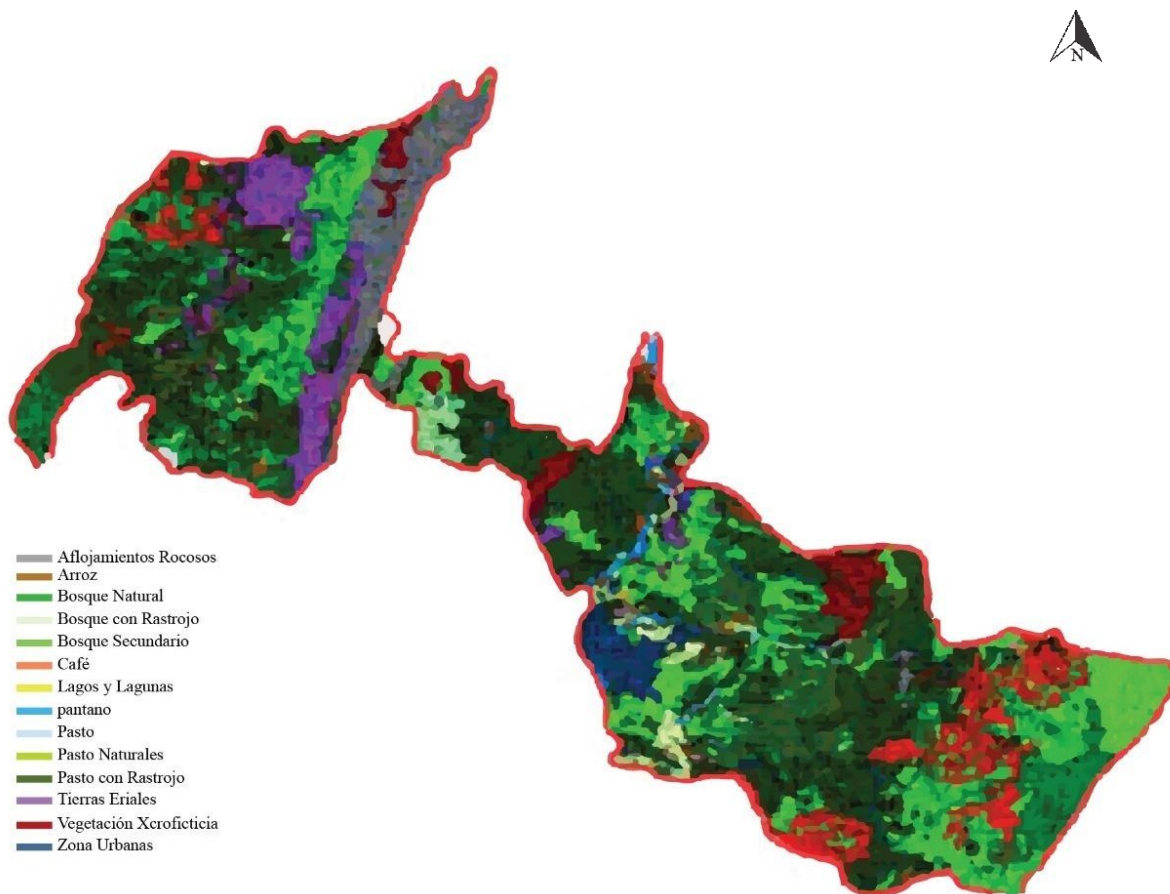 N
Aflojamientos Rocosos
Arroz
Bosque Natural
Bosque con Rastrojo
Bosque Secundario
Café
Lagos y Lagunas
pantano
Pasto
Pasto Naturales
Pasto con Rastrojo
Tierras Eriales
Vegetación Xcroficticia
Zona Urbanas